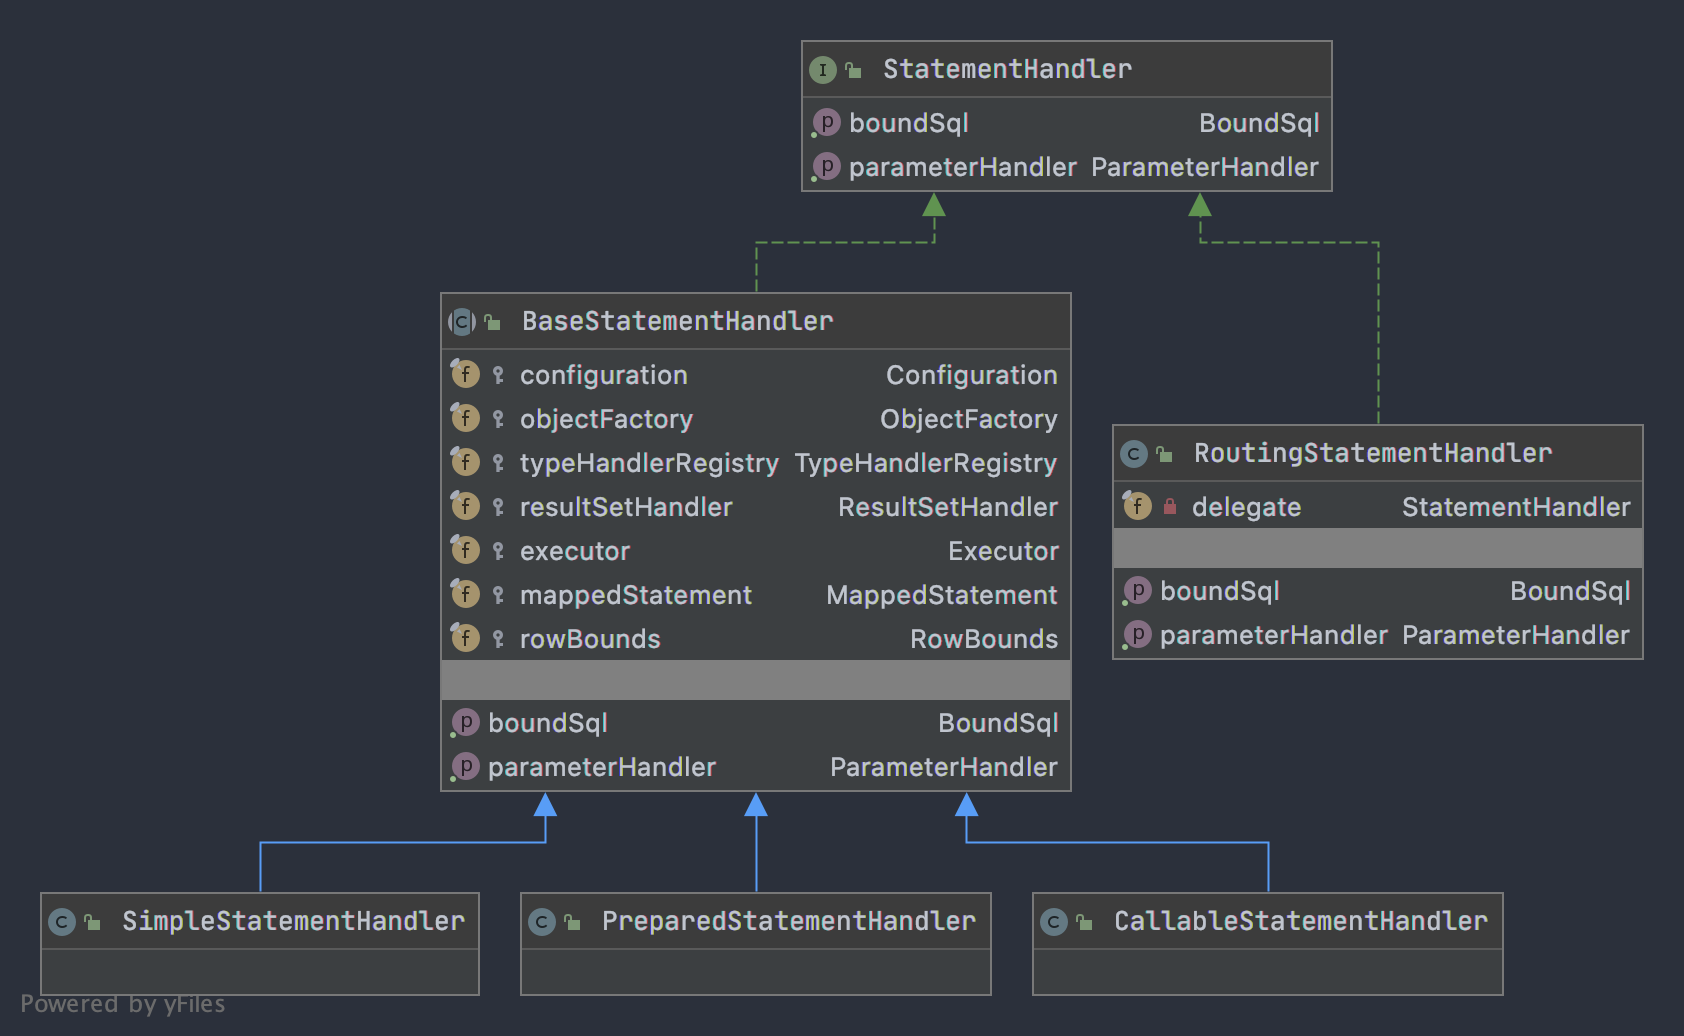 I StatementHandler
p boundSql BoundSql
p parameterHandler ParameterHandler
C BaseStatementHandler
f configuration Configuration
f objectFactory ObjectFactory
f typeHandlerRegistry TypeHandlerRegistry
f resultSetHandler ResultSetHandler
f executor Executor
f mappedStatement MappedStatement
f rowBounds RowBounds
p boundSql BoundSql
p parameterHandler ParameterHandler
C RoutingStatementHandler
f delegate StatementHandler
p boundSql BoundSql
p parameterHandler ParameterHandler
C SimpleStatementHandler
C PreparedStatementHandler
C CallableStatementHandler
Powered by yFiles